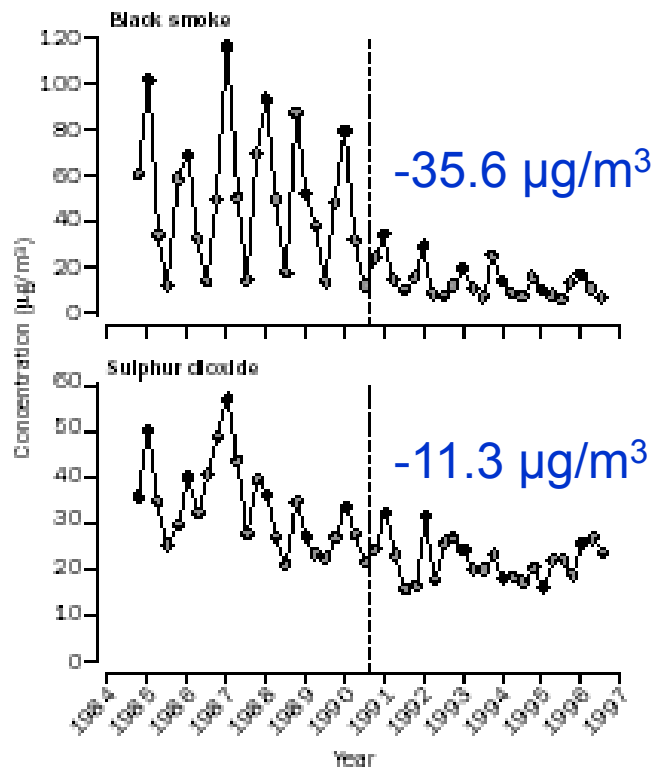 Black smoke
120
100
80
60
40
20
0
-35.6 µg/m³
Concentration (µg/m³)
Sulphur dioxide
60
50
40
30
20
10
0
-11.3 µg/m³
1984 1985 1986 1987 1988 1989 1990 1991 1992 1993 1994 1995 1996 1997
Year